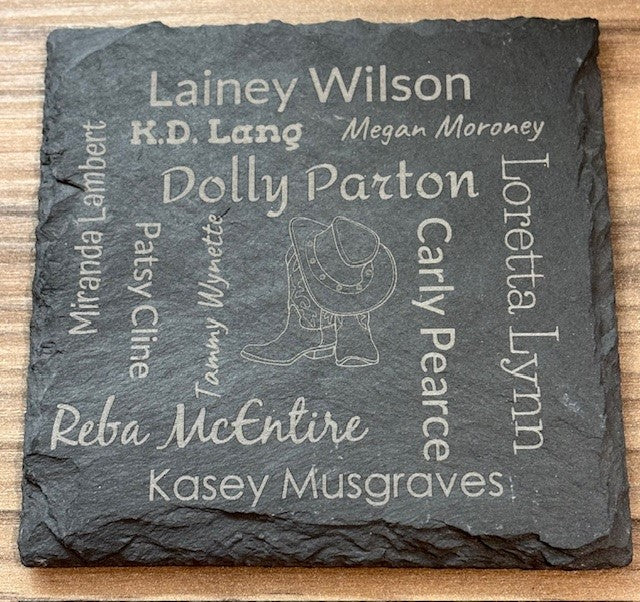 Lainey Wilson
K.D. Lang
Megan Moroney
Dolly Parton
Miranda Lambert
Patsy Cline
Tammy Wynette
Carly Pearce
Loretta Lynn
Reba McEntire
Kasey Musgraves